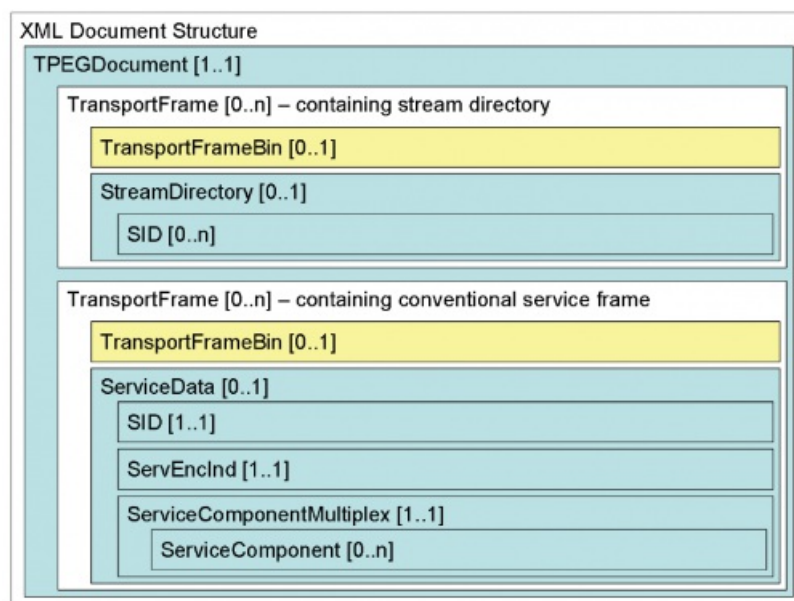 XML Document Structure
TPEGDocument [1..1]
TransportFrame [0..n] – containing stream directory
TransportFrameBin [0..1]
StreamDirectory [0..1]
SID [0..n]
TransportFrame [0..n] – containing conventional service frame
TransportFrameBin [0..1]
ServiceData [0..1]
SID [1..1]
ServEncInd [1..1]
ServiceComponentMultiplex [1..1]
ServiceComponent [0..n]